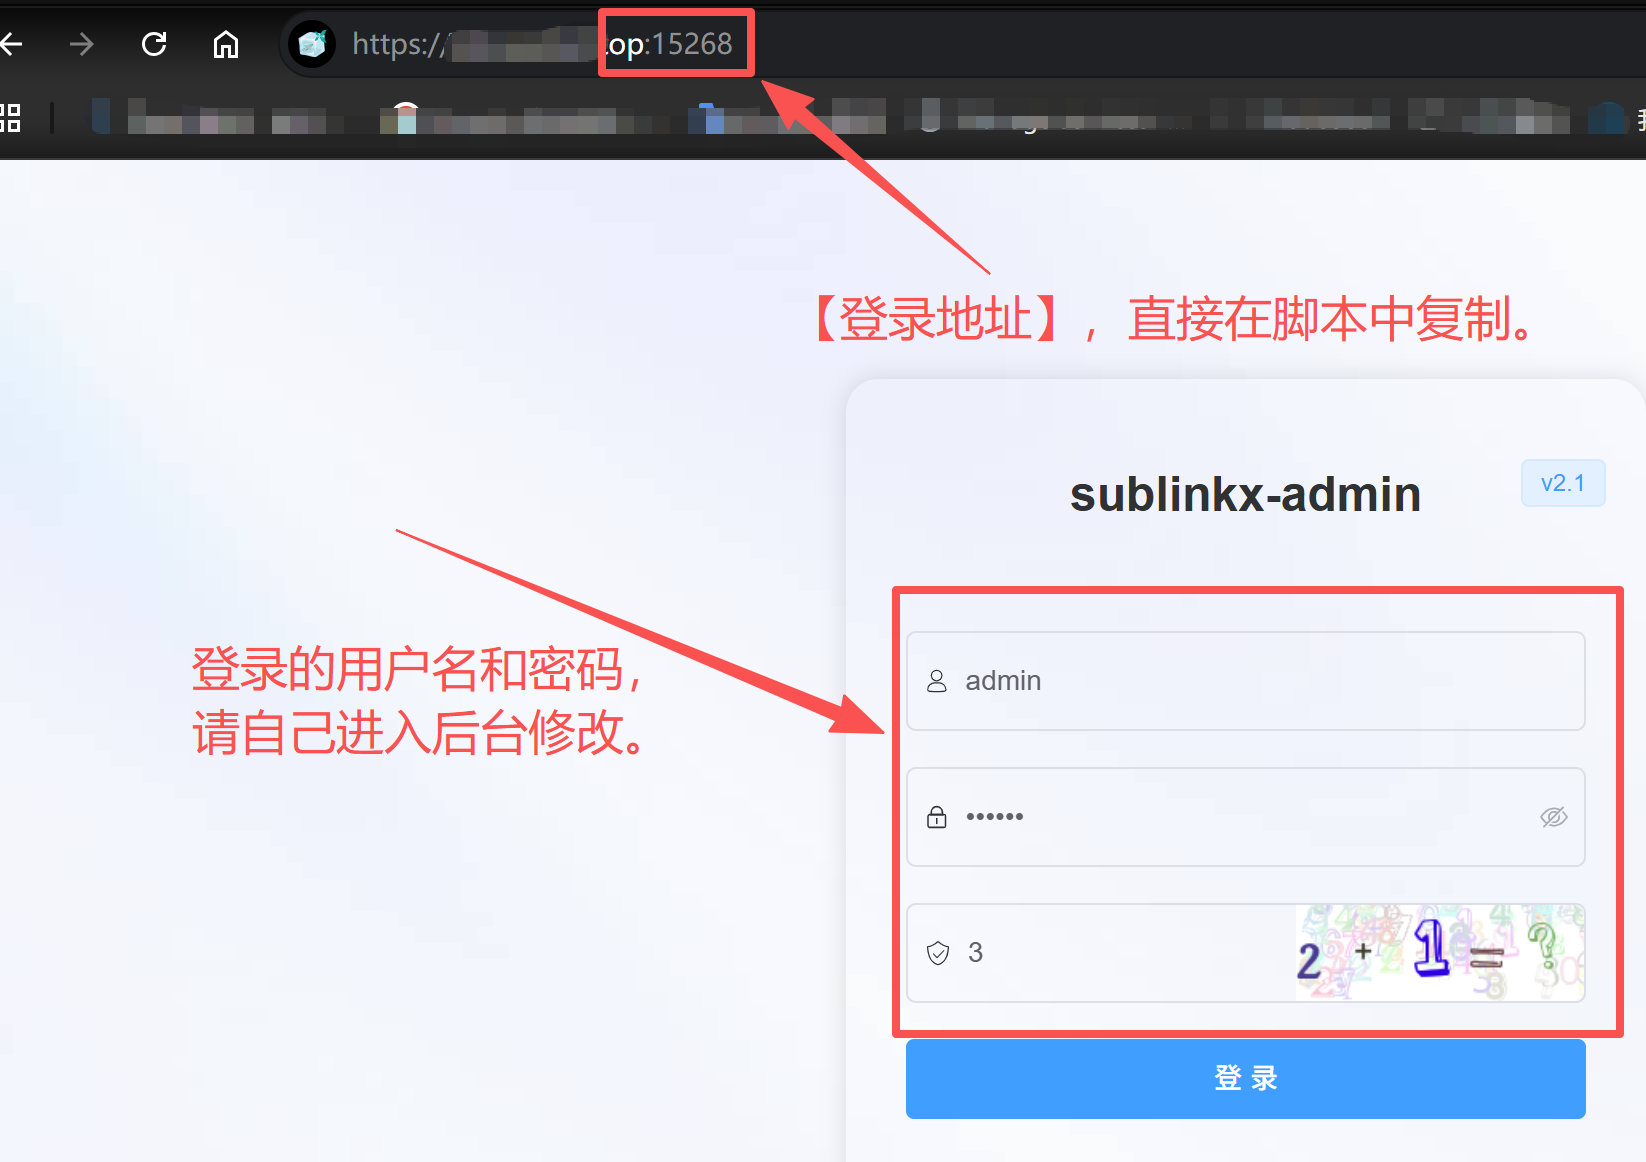 https://
op:15268
【登录地址】，直接在脚本中复制。
sublinkx-admin
v2.1
登录的用户名和密码，
请自己进入后台修改。
admin
••••••
3
2 + 1 = ?
登 录